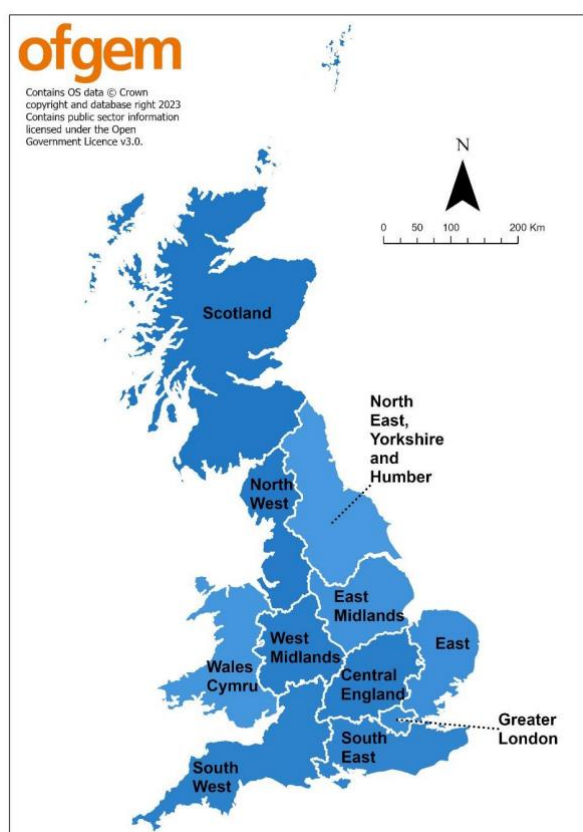 ofgem
Contains OS data © Crown
copyright and database right 2023
Contains public sector information
licensed under the Open
Government Licence v3.0.
N
0 50 100 200 Km
Scotland
North
East,
Yorkshire
and
Humber
North
West
East
Midlands
West
Midlands
East
Wales
Cymru
Central
England
Greater
London
South
East
South
West